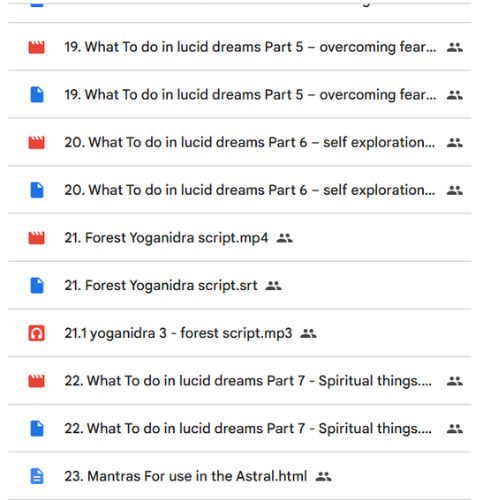 19. What To do in lucid dreams Part 5 – overcoming fear...
19. What To do in lucid dreams Part 5 – overcoming fear...
20. What To do in lucid dreams Part 6 – self exploration...
20. What To do in lucid dreams Part 6 – self exploration...
21. Forest Yoganidra script.mp4
21. Forest Yoganidra script.srt
21.1 yoganidra 3 - forest script.mp3
22. What To do in lucid dreams Part 7 - Spiritual things....
22. What To do in lucid dreams Part 7 - Spiritual things....
23. Mantras For use in the Astral.html